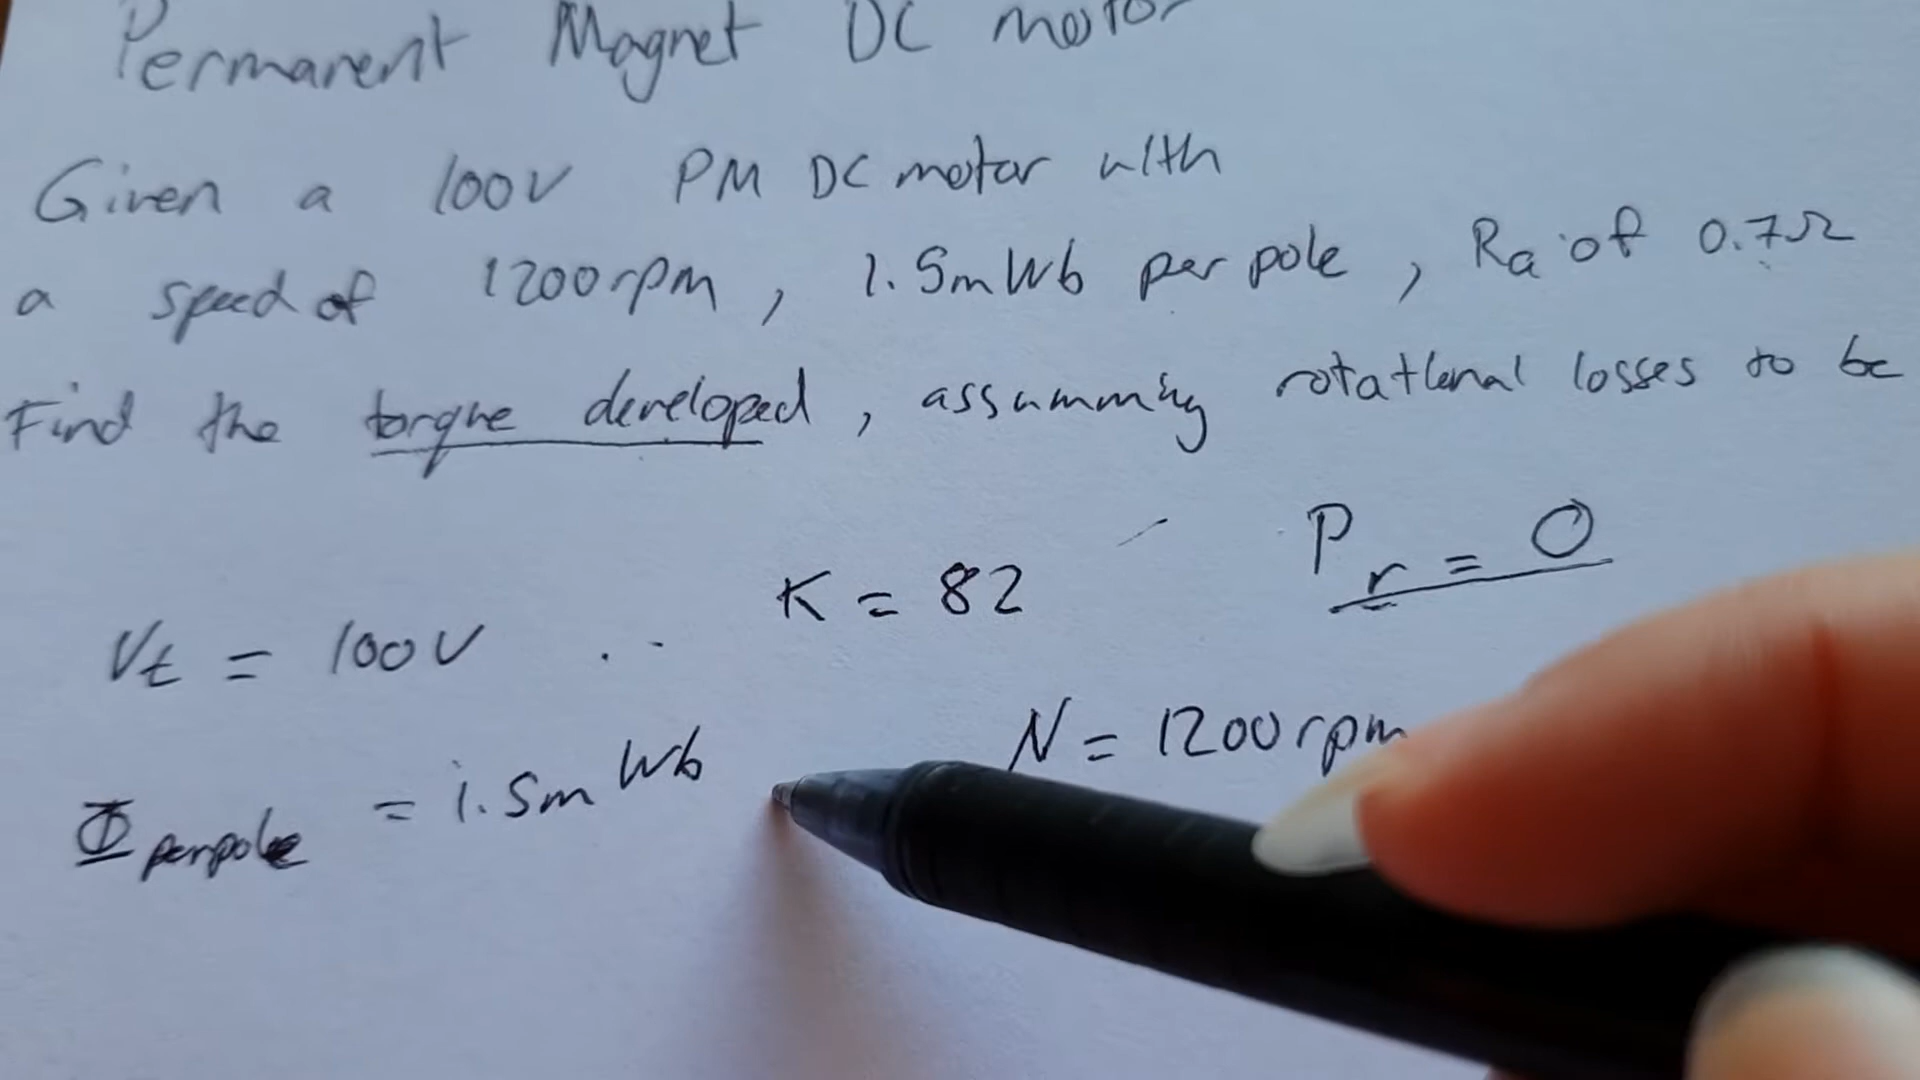 Permanent Magnet DC motor
Given a 100V PM DC motor with
a speed of 1200rpm, 1.5mWb per pole, Ra of 0.7Ω
Find the torque developed, assumming rotational losses to be
K = 82 Pr = 0
Vt = 100V
Φ per pole = 1.5m Wb N = 1200rpm